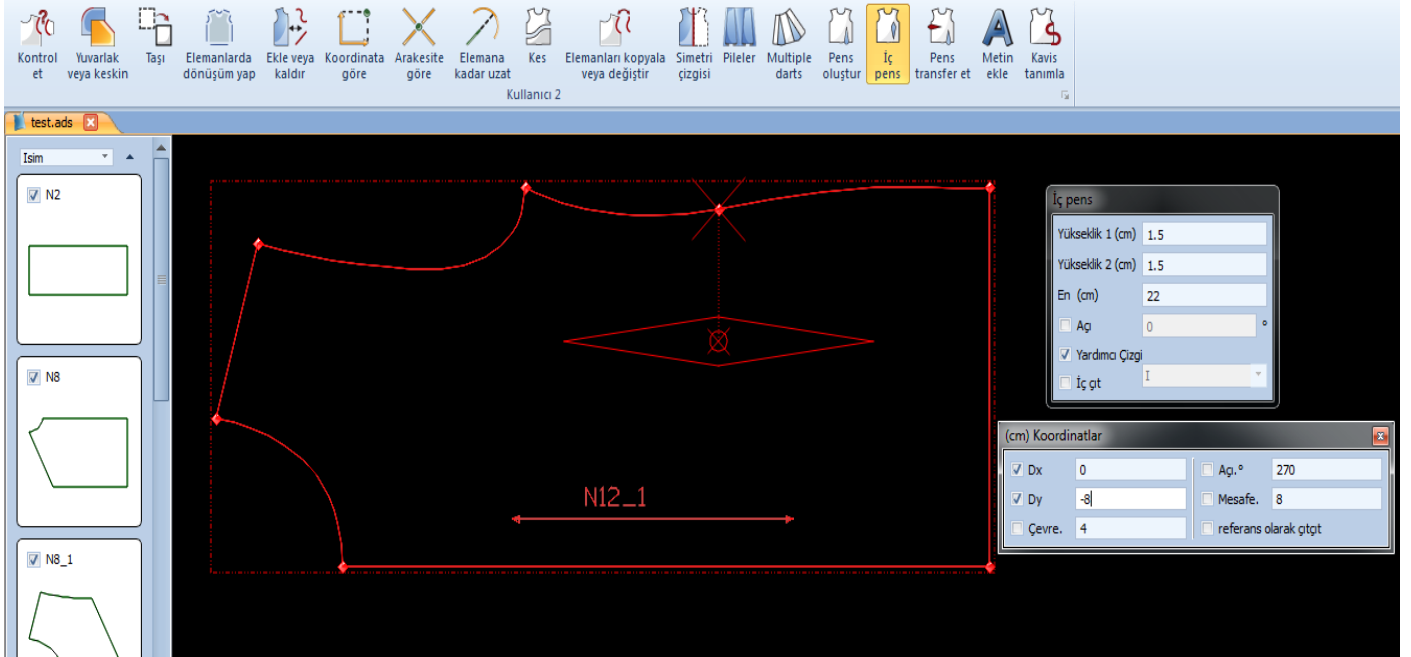 Kontrol et
Yuvarlak veya keskin
Taşı
Elemanlarda dönüşüm yap
Ekle veya kaldır
Koordinata göre
Arakesite göre
Elemana kadar uzat
Kes
Elemanları kopyala veya değiştir
Simetri çizgisi
Pileler
Multiple darts
Pens oluştur
İç pens
Pens transfer et
Metin ekle
Kavis tanımla
Kullanıcı 2
test.ads
Isim
N2
N8
N8_1
N12_1
İç pens
Yükseklik 1 (cm) 1.5
Yükseklik 2 (cm) 1.5
En (cm) 22
Açı 0 °
Yardımcı Çizgi
İç çıt I
(cm) Koordinatlar
Dx 0 Açı.° 270
Dy -8 Mesafe. 8
Çevre. 4 referans olarak çıtçıt